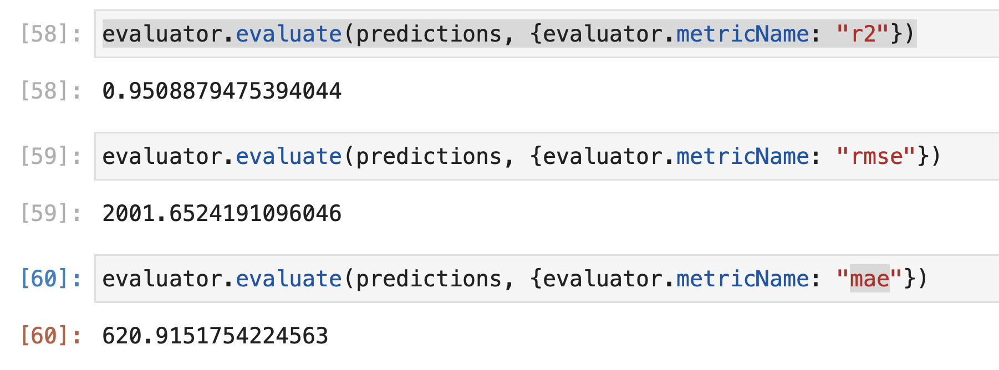 [58]: evaluator.evaluate(predictions, {evaluator.metricName: "r2"})
[58]: 0.9508879475394044
[59]: evaluator.evaluate(predictions, {evaluator.metricName: "rmse"})
[59]: 2001.6524191096046
[60]: evaluator.evaluate(predictions, {evaluator.metricName: "mae"})
[60]: 620.9151754224563